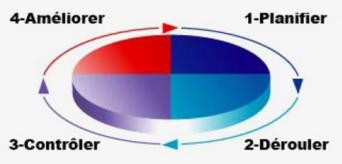 4-Améliorer
1-Planifier
3-Contrôler
2-Dérouler